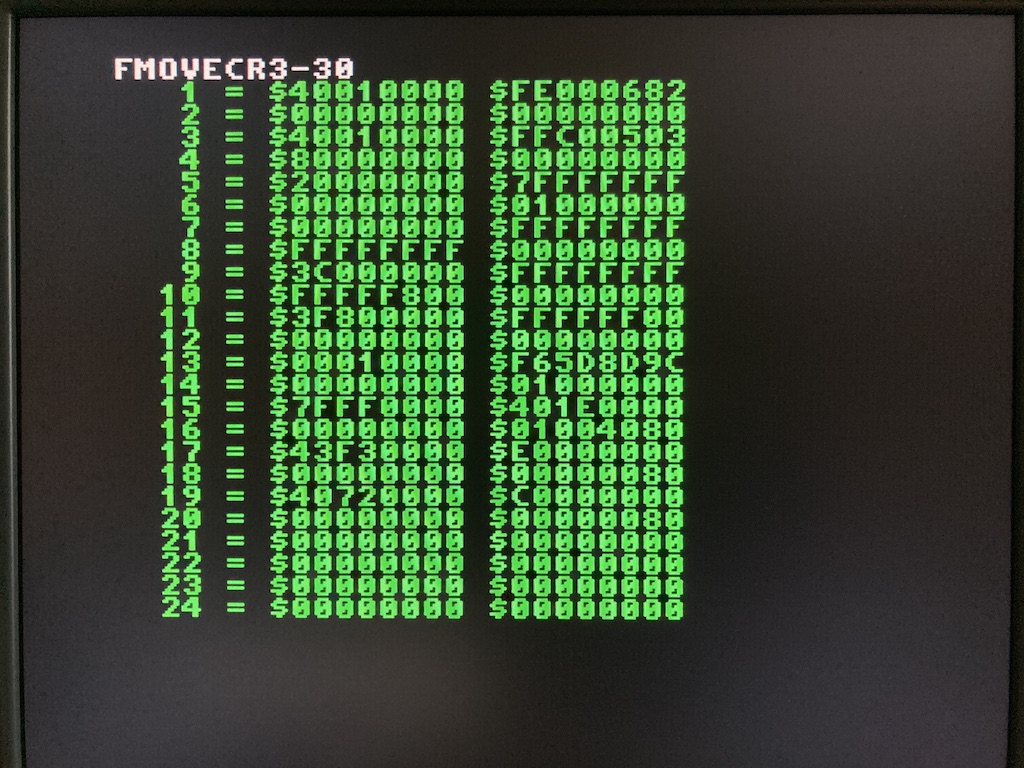 FMOVECR3-30
1 = $40010000 $FE000682
2 = $00000000 $00000000
3 = $40010000 $FFC00503
4 = $80000000 $00000000
5 = $20000000 $7FFFFFFF
6 = $00000000 $01000000
7 = $00000000 $FFFFFFFF
8 = $FFFFFFFF $00000000
9 = $3C000000 $FFFFFFFF
10 = $FFFFF800 $00000000
11 = $3F800000 $FFFFFF00
12 = $00000000 $00000000
13 = $00010000 $F65D8D9C
14 = $00000000 $01000000
15 = $7FFF0000 $401E0000
16 = $00000000 $01004080
17 = $43F30000 $E0000000
18 = $00000000 $00000080
19 = $40720000 $C0000000
20 = $00000000 $00000080
21 = $00000000 $00000000
22 = $00000000 $00000000
23 = $00000000 $00000000
24 = $00000000 $00000000